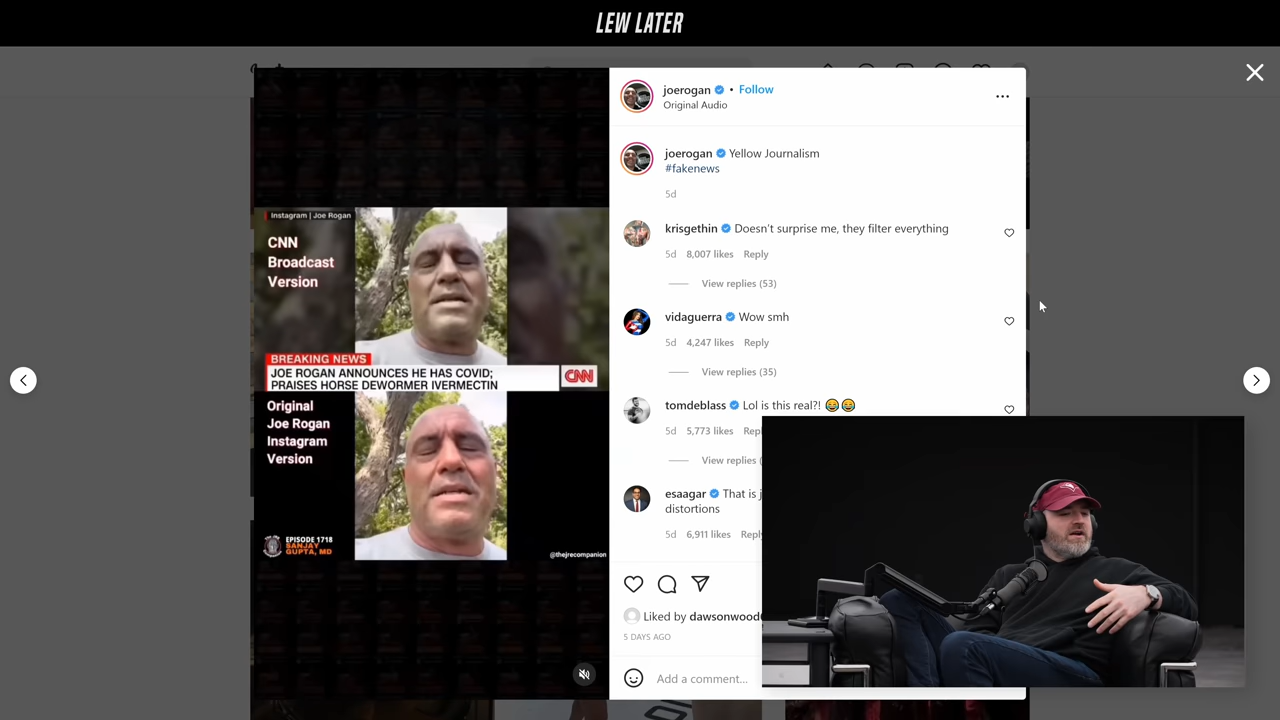 LEW LATER
joerogan • Follow
Original Audio
joerogan Yellow Journalism
#fakenews
5d
krisgethin Doesn't surprise me, they filter everything
5d 8,007 likes Reply
View replies (53)
vidaguerra Wow smh
5d 4,247 likes Reply
View replies (35)
tomdeblass Lol is this real?! 😂😂
5d 5,773 likes
View replies
esaagar That is
distortions
5d 6,911 likes
Liked by
5 DAYS AGO
Add a comment...
Instagram | Joe Rogan
CNN
Broadcast
Version
BREAKING NEWS
JOE ROGAN ANNOUNCES HE HAS COVID;
PRAISES HORSE DEWORMER IVERMECTIN
CNN
Original
Joe Rogan
Instagram
Version
EPISODE 1718
SANJAY
GUPTA, MD
@thejrecompanion